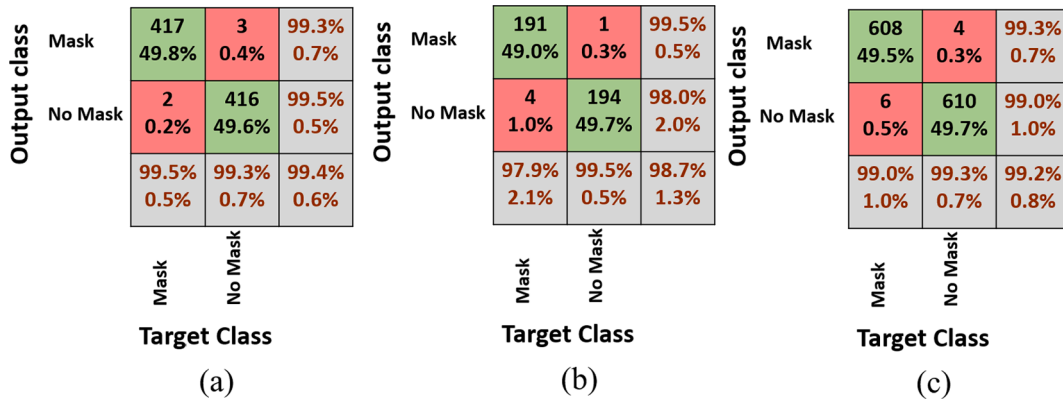 Output class
Mask
No Mask
417
49.8%
3
0.4%
99.3%
0.7%
2
0.2%
416
49.6%
99.5%
0.5%
99.5%
0.5%
99.3%
0.7%
99.4%
0.6%
Mask
No Mask
Target Class
(a)
Output class
Mask
No Mask
191
49.0%
1
0.3%
99.5%
0.5%
4
1.0%
194
49.7%
98.0%
2.0%
97.9%
2.1%
99.5%
0.5%
98.7%
1.3%
Mask
No Mask
Target Class
(b)
Output class
Mask
No Mask
608
49.5%
4
0.3%
99.3%
0.7%
6
0.5%
610
49.7%
99.0%
1.0%
99.0%
1.0%
99.3%
0.7%
99.2%
0.8%
Mask
No Mask
Target Class
(c)